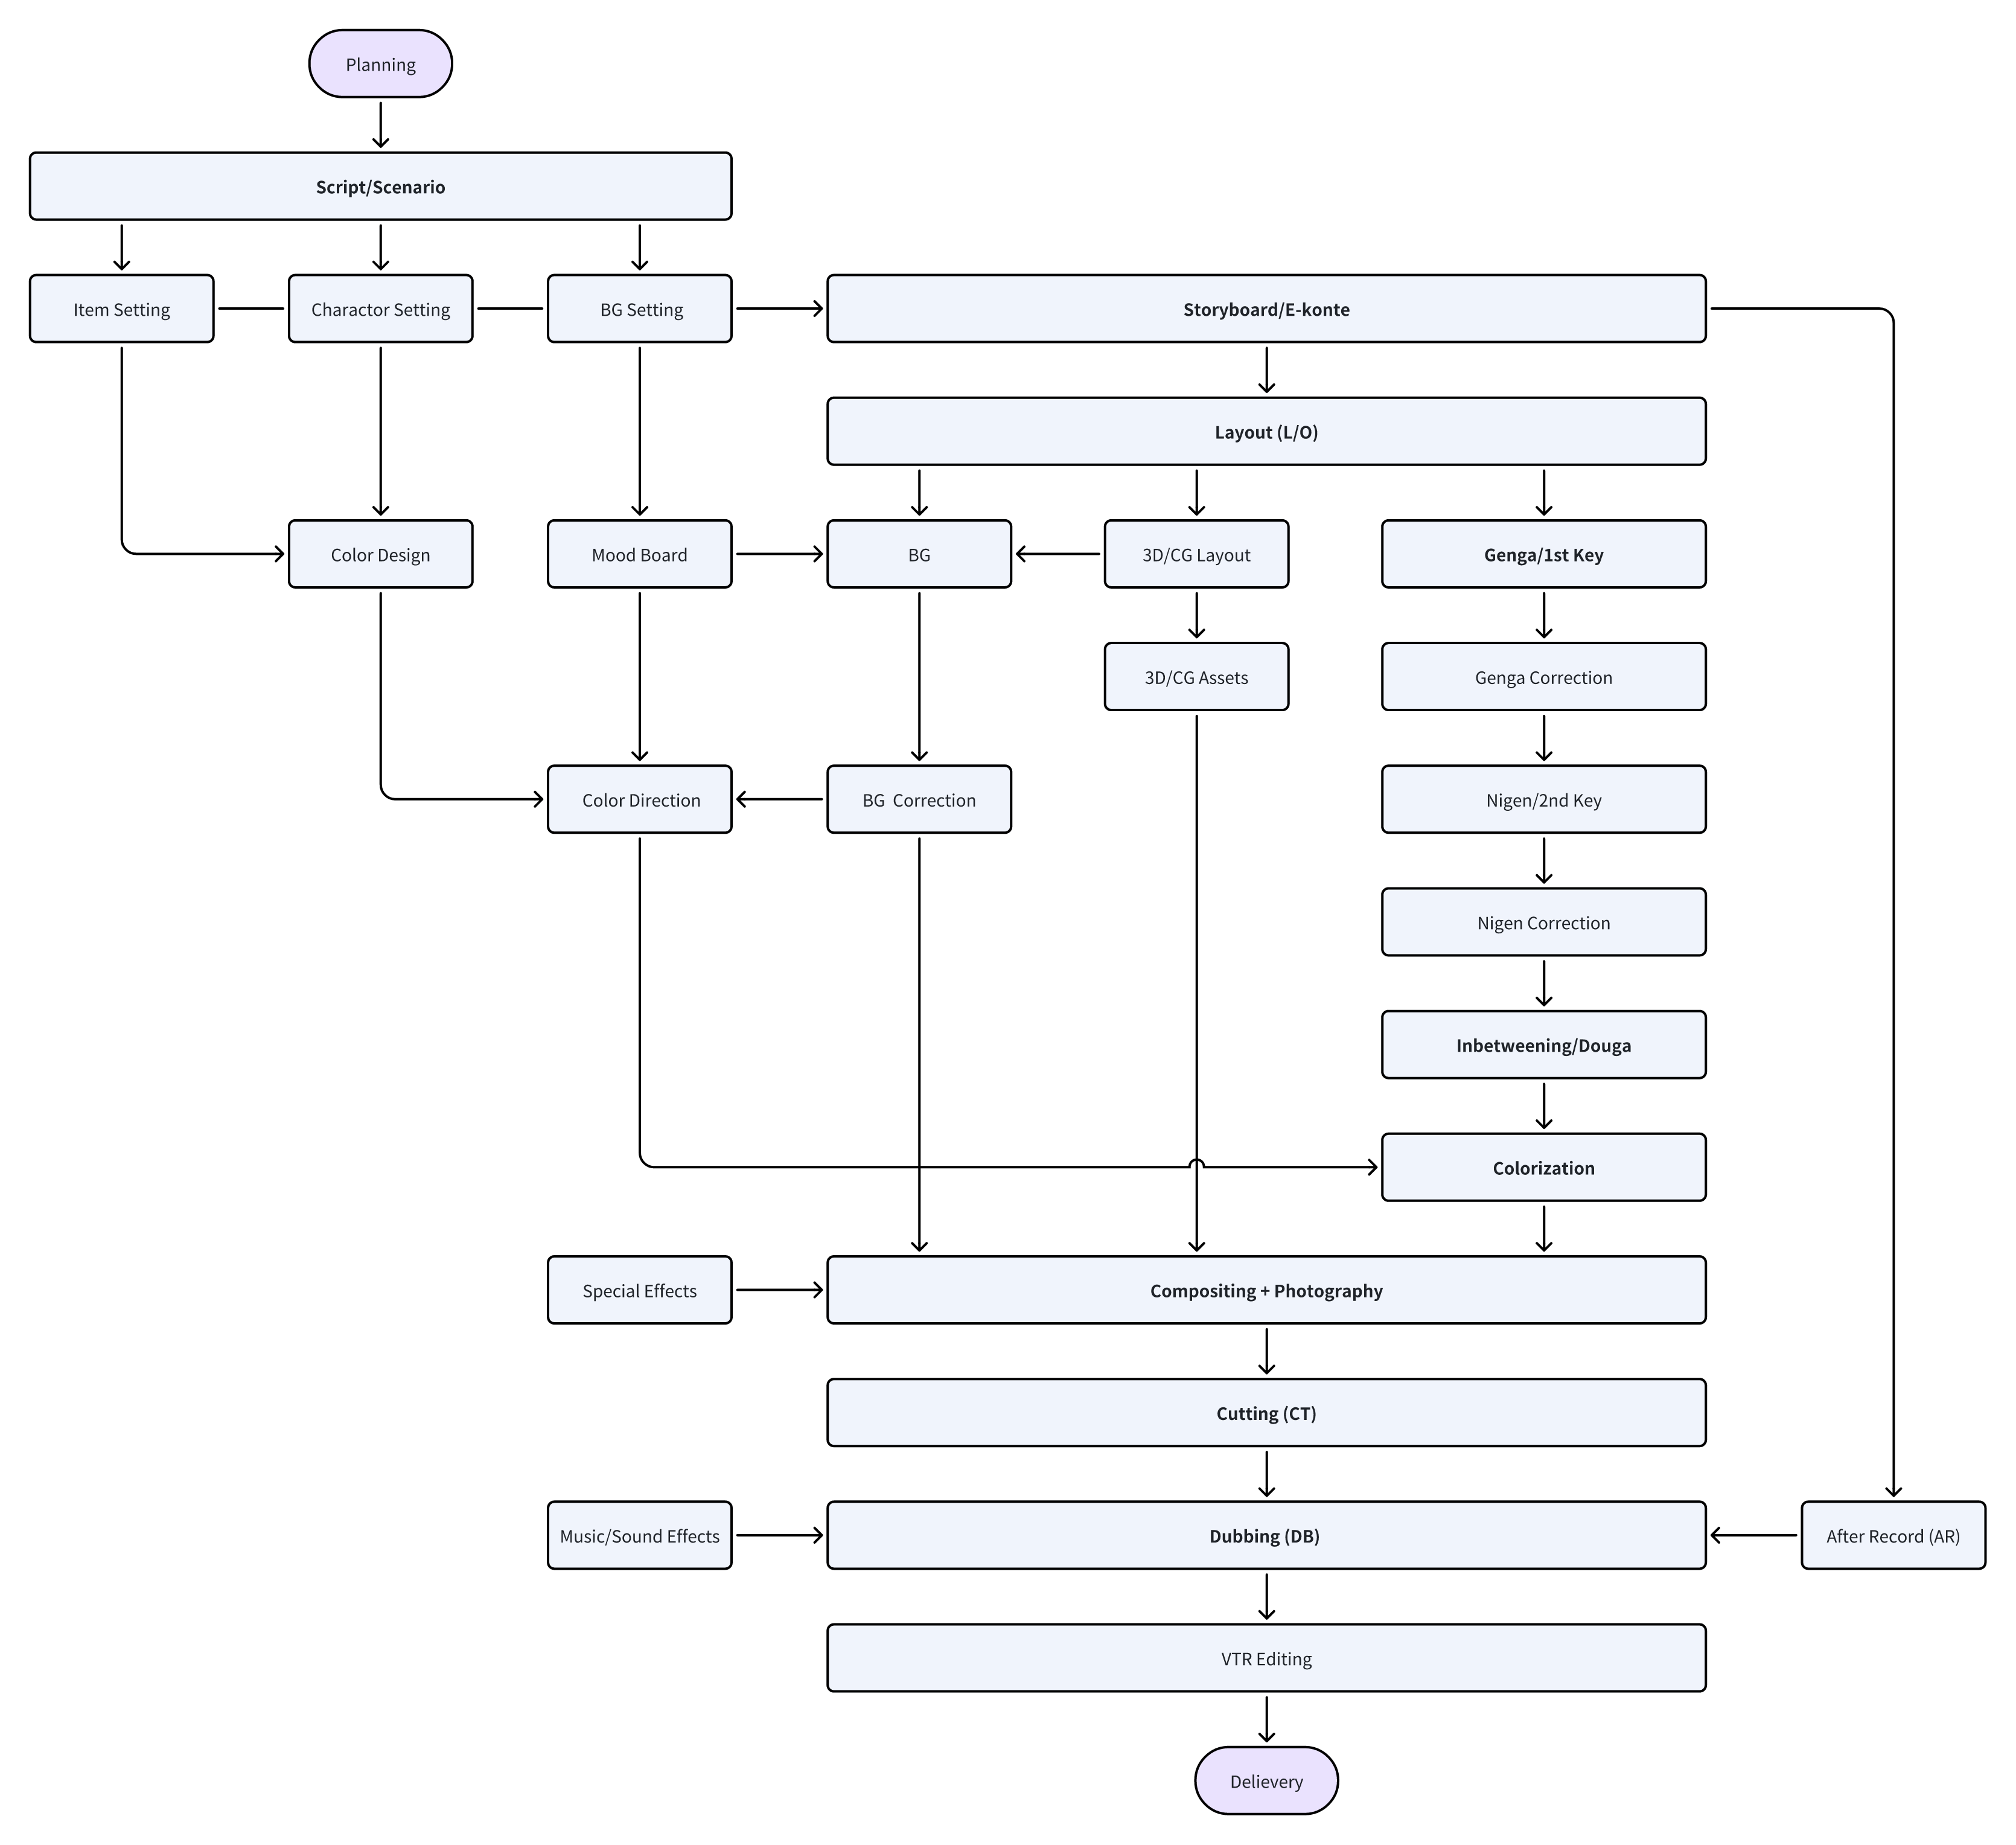 Planning
Script/Scenario
Item Setting
Charactor Setting
BG Setting
Storyboard/E-konte
Layout (L/O)
Color Design
Mood Board
BG
3D/CG Layout
Genga/1st Key
3D/CG Assets
Genga Correction
Color Direction
BG  Correction
Nigen/2nd Key
Nigen Correction
Inbetweening/Douga
Colorization
Special Effects
Compositing + Photography
Cutting (CT)
Music/Sound Effects
Dubbing (DB)
After Record (AR)
VTR Editing
Delievery